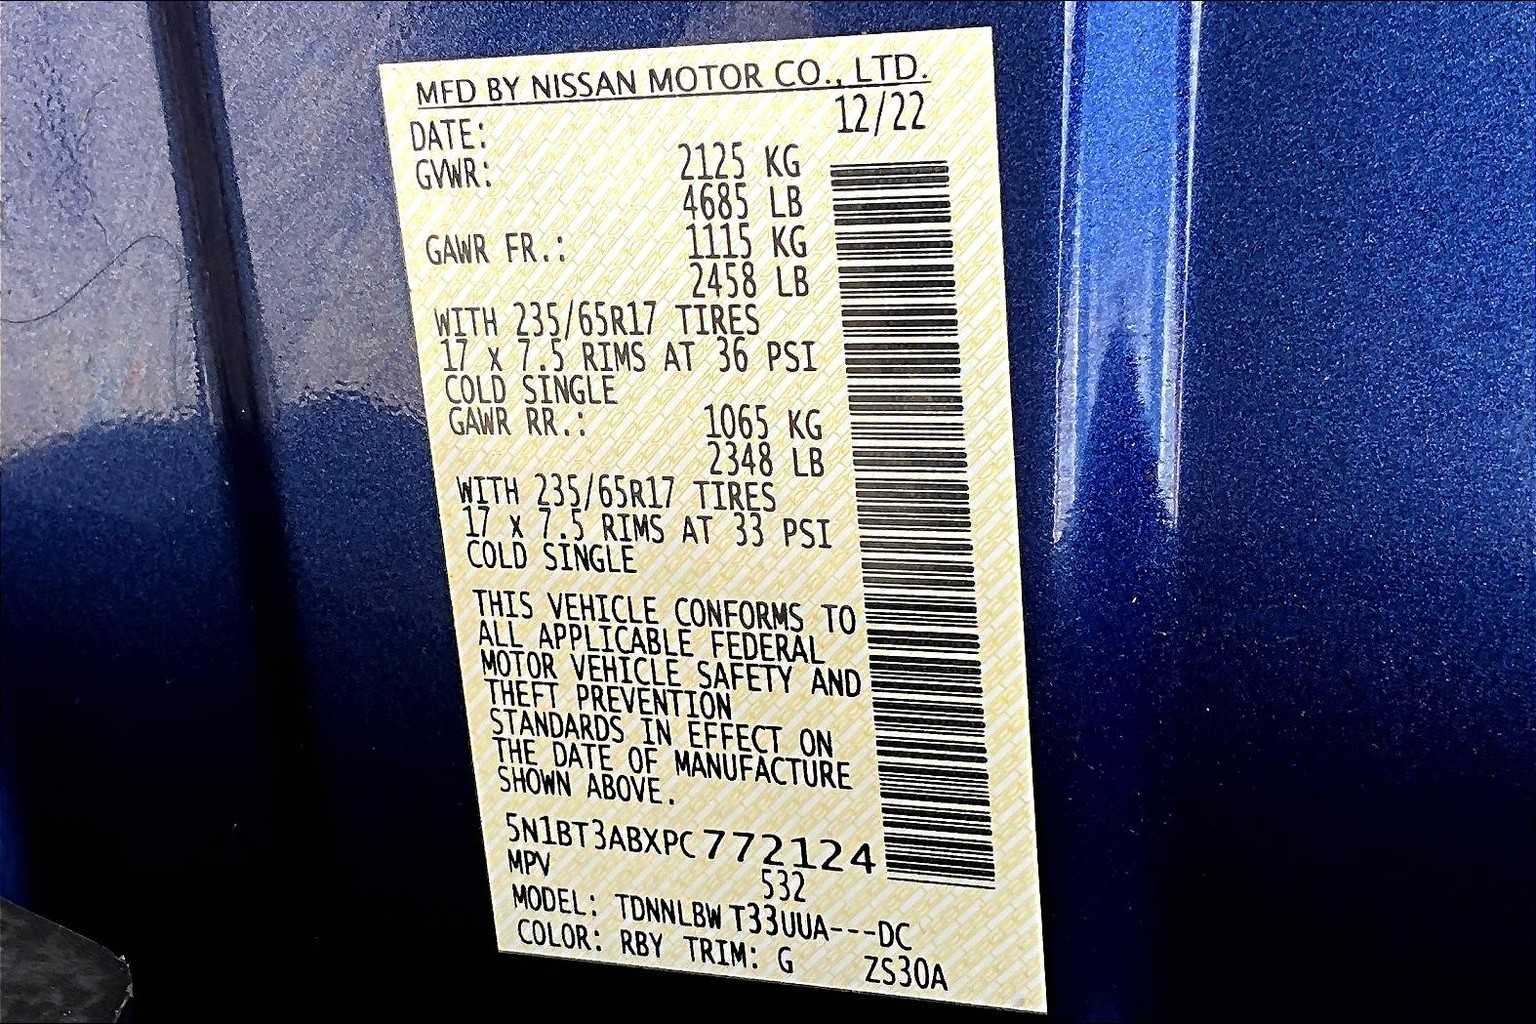 MFD BY NISSAN MOTOR CO., LTD.
DATE: 12/22
GVWR: 2125 KG
4685 LB
GAWR FR.: 1115 KG
2458 LB
WITH 235/65R17 TIRES
17 x 7.5 RIMS AT 36 PSI
COLD SINGLE
GAWR RR.: 1065 KG
2348 LB
WITH 235/65R17 TIRES
17 x 7.5 RIMS AT 33 PSI
COLD SINGLE
THIS VEHICLE CONFORMS TO
ALL APPLICABLE FEDERAL
MOTOR VEHICLE SAFETY AND
THEFT PREVENTION
STANDARDS IN EFFECT ON
THE DATE OF MANUFACTURE
SHOWN ABOVE.
5N1BT3ABXPC772124
MPV 532
MODEL: TDNNLBW T33UUA---DC
COLOR: RBY TRIM: G ZS30A